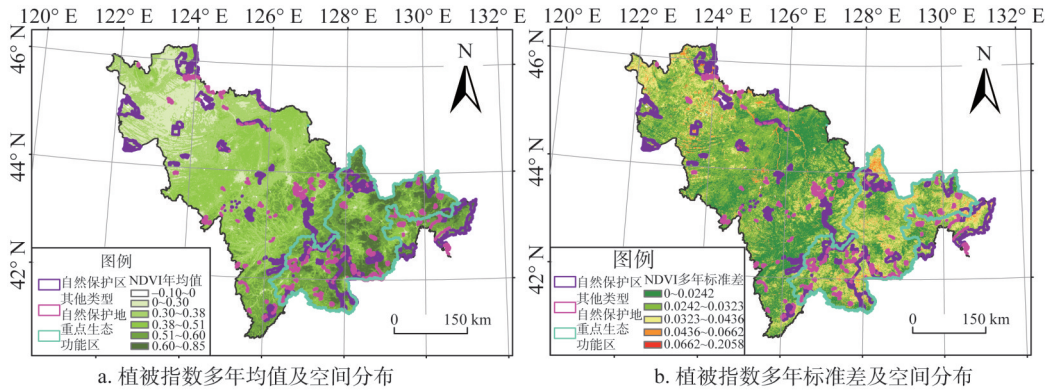 120° E 122° E 124° E 126° E 128° E 130° E 132° E
46° N
44° N
42° N
N
图例
自然保护区 NDVI年均值
其他类型
自然保护地
重点生态
功能区
−0.10~0
0~0.30
0.30~0.38
0.38~0.51
0.51~0.60
0.60~0.85
0 150 km
a. 植被指数多年均值及空间分布
120° E 122° E 124° E 126° E 128° E 130° E 132° E
46° N
44° N
42° N
N
图例
自然保护区 NDVI多年标准差
其他类型
自然保护地
重点生态
功能区
0~0.0242
0.0242~0.0323
0.0323~0.0436
0.0436~0.0662
0.0662~0.2058
0 150 km
b. 植被指数多年标准差及空间分布